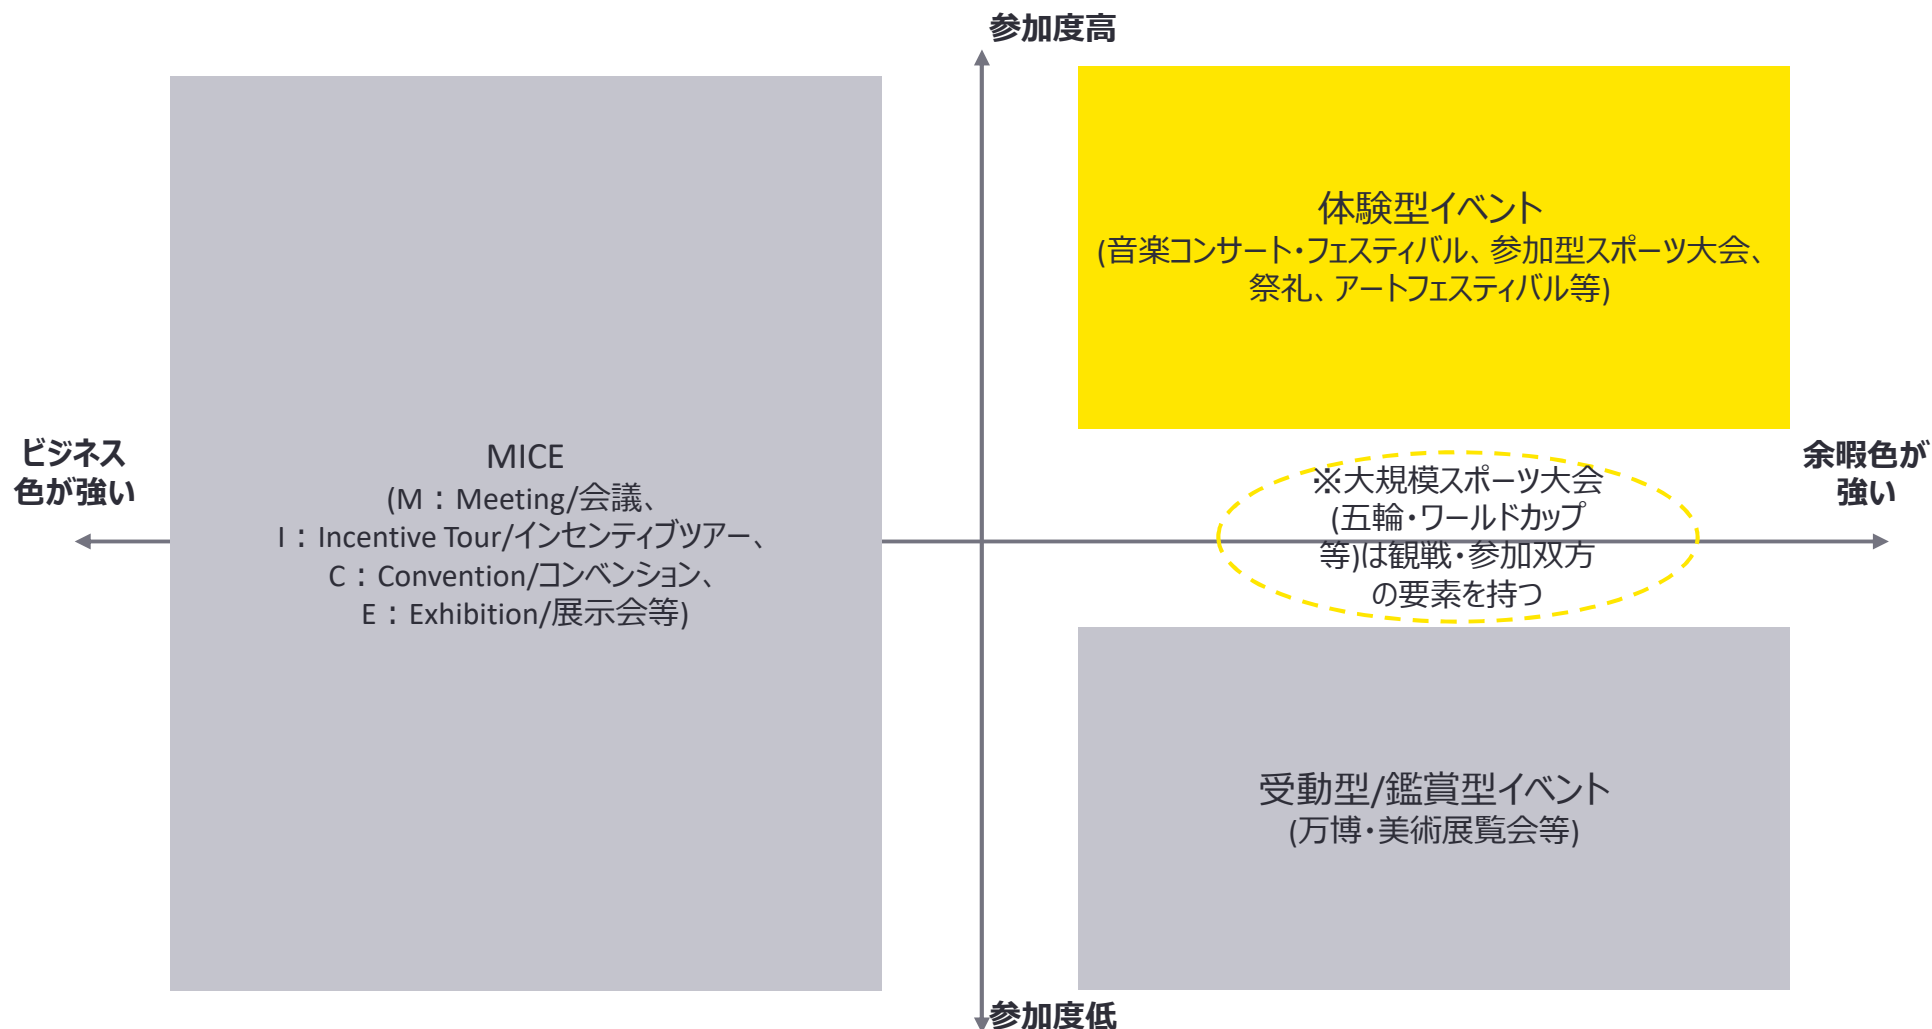 参加度高
体験型イベント
(音楽コンサート・フェスティバル、参加型スポーツ大会、
祭礼、アートフェスティバル等)
ビジネス
色が強い
MICE
(M：Meeting/会議、
I：Incentive Tour/インセンティブツアー、
C：Convention/コンベンション、
E：Exhibition/展示会等)
※大規模スポーツ大会
(五輪・ワールドカップ
等)は観戦・参加双方
の要素を持つ
余暇色が
強い
受動型/鑑賞型イベント
(万博・美術展覧会等)
参加度低